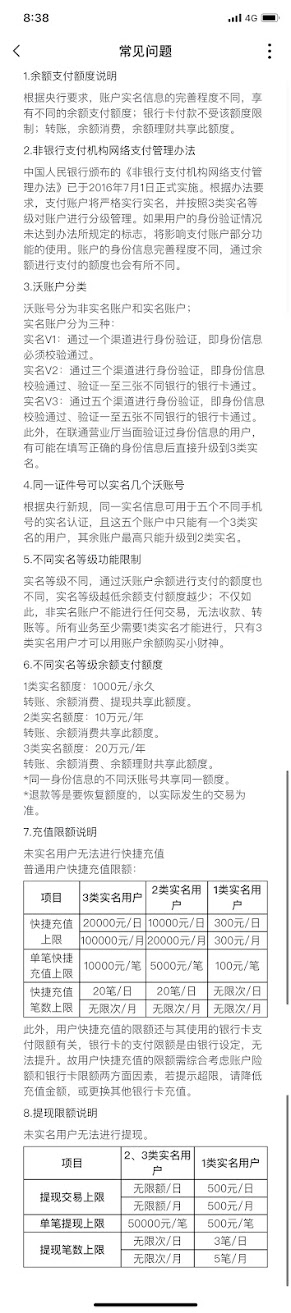 8:38
4G
常见问题
1.余额支付额度说明
根据央行要求，账户实名信息的完善程度不同，享
有不同的余额支付额度；银行卡付款不受该额度限
制；转账，余额消费，余额理财共享此额度。
2.非银行支付机构网络支付管理办法
中国人民银行颁布的《非银行支付机构网络支付管
理办法》已于2016年7月1日正式实施。根据办法要
求，支付账户将严格实行实名，并按照3类实名等
级对账户进行分级管理。如果用户的身份验证情况
未达到办法所规定的标志，将影响支付账户部分功
能的使用。账户的身份信息完善程度不同，通过余
额进行支付的额度也会有所不同。
3.沃账户分类
沃账号分为非实名账户和实名账户；
实名账户分为三种：
实名V1：通过一个渠道进行身份验证，即身份信息
必须校验通过。
实名V2：通过三个渠道进行身份验证，即身份信息
校验通过、验证一至三张不同银行的银行卡通过。
实名V3：通过五个渠道进行身份验证，即身份信息
校验通过、验证一至五张不同银行的银行卡通过。
此外，在联通营业厅当面验证过身份信息的用户，
有可能在填写正确的身份信息后直接升级到3类实
名。
4.同一证件号可以实名几个沃账号
根据央行新规，同一实名信息可用于五个不同手机
号的实名认证，且这五个账户中只能有一个3类实
名的用户，其余账户最高只能升级到2类实名。
5.不同实名等级功能限制
实名等级不同，通过沃账户余额进行支付的额度也
不同，实名等级越低余额支付额度越少；不仅如
此，非实名账户不能进行任何交易，无法收款、转
账等。所有业务至少需要1类实名才能进行，只有3
类实名用户才可以用账户余额购买小财神。
6.不同实名等级余额支付额度
1类实名额度：1000元/永久
转账、余额消费、提现共享此额度。
2类实名额度：10万元/年
转账、余额消费共享此额度。
3类实名额度：20万元/年
转账、余额消费、余额理财共享此额度。
*同一身份信息的不同沃账号共享同一额度。
*退款等是要恢复额度的，以实际发生的交易为
准。
7.充值限额说明
未实名用户无法进行快捷充值
普通用户快捷充值限额：
项目 3类实名用户 2类实名用户 1类实名用户
快捷充值上限 20000元/日 10000元/日 300元/日
100000元/月 20000元/月 300元/月
单笔快捷充值上限 10000元/笔 5000元/笔 100元/笔
快捷充值笔数上限 20笔/日 20笔/日 无限次/日
无限次/月 无限次/月 无限次/月
此外，用户快捷充值的限额还与其使用的银行卡支
付限额有关，银行卡的支付限额是由银行设定，无
法提升。故用户快捷充值的限额需综合考虑账户险
额和银行卡限额两方面因素，若提示超限，请降低
充值金额，或更换其他银行卡充值。
8.提现限额说明
未实名用户无法进行提现。
项目 2、3类实名用户 1类实名用户
提现交易上限 无限额/日 500元/日
无限额/月 500元/月
单笔提现上限 50000元/笔 500元/笔
提现笔数上限 无限次/日 3笔/日
无限次/月 5笔/月